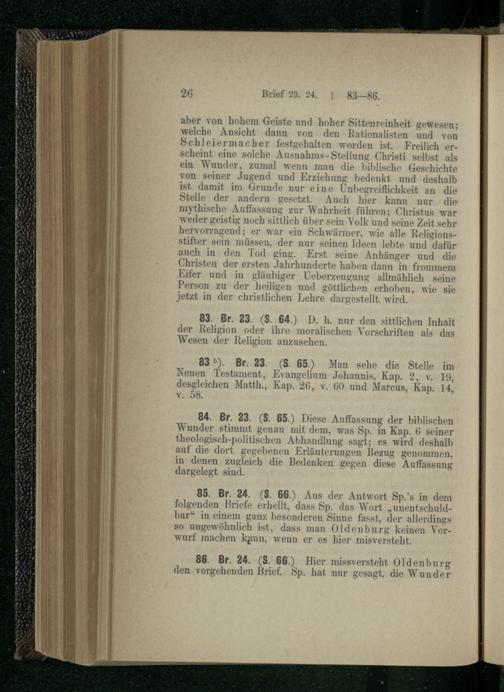 26 Brief 23. 24. | 83—86.
aber von hohem Geiste und hoher Sittenreinheit gewesen;
welche Ansicht dann von den Rationalisten und von
Schleiermacher festgehalten worden ist. Freilich er-
scheint eine solche Ausnahms-Stellung Christi selbst als
ein Wunder, zumal wenn man die biblische Geschichte
von seiner Jugend und Erziehung bedenkt und deshalb
ist damit im Grunde nur eine Unbegreiflichkeit an die
Stelle der andern gesetzt. Auch hier kann nur die
mythische Auffassung zur Wahrheit führen; Christus war
weder geistig noch sittlich über sein Volk und seine Zeit sehr
hervorragend; er war ein Schwärmer, wie alle Religions-
stifter sein müssen, der nur seinen Ideen lebte und dafür
auch in den Tod ging. Erst seine Anhänger und die
Christen der ersten Jahrhunderte haben dann in frommem
Eifer und in gläubiger Ueberzeugung allmählich seine
Person zu der heiligen und göttlichen erhoben, wie sie
jetzt in der christlichen Lehre dargestellt wird.
83. Br. 23. (S. 64.) D. h. nur den sittlichen Inhalt
der Religion oder ihre moralischen Vorschriften als das
Wesen der Religion anzusehen.
83 b). Br. 23. (S. 65.) Man sehe die Stelle im
Neuen Testament, Evangelium Johannis, Kap. 2, v. 19,
desgleichen Matth., Kap. 26, v. 60 und Marcus, Kap. 14,
v. 58.
84. Br. 23. (S. 65.) Diese Auffassung der biblischen
Wunder stimmt genau mit dem, was Sp. in Kap. 6 seiner
theologisch-politischen Abhandlung sagt; es wird deshalb
auf die dort gegebenen Erläuterungen Bezug genommen,
in denen zugleich die Bedenken gegen diese Auffassung
dargelegt sind.
85. Br. 24. (S. 66.) Aus der Antwort Sp.'s in dem
folgenden Briefe erhellt, dass Sp. das Wort „unentschuld-
bar“ in einem ganz besonderen Sinne fasst, der allerdings
so ungewöhnlich ist, dass man Oldenburg keinen Vor-
wurf machen kann, wenn er es hier misversteht.
86. Br. 24. (S. 66.) Hier missversteht Oldenburg
den vorgehenden Brief. Sp. hat nur gesagt, die Wunder